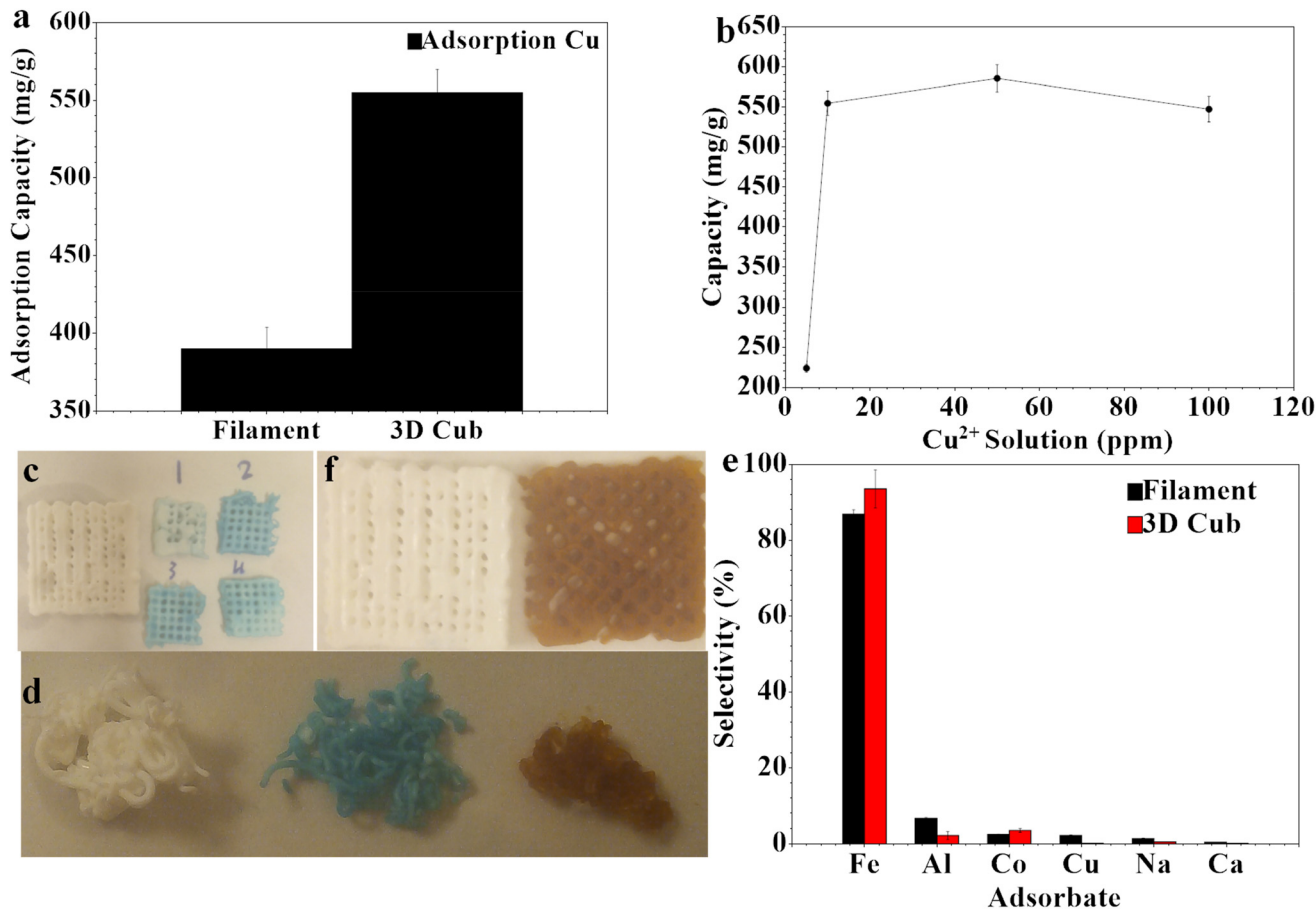 a
600
550
500
450
400
350
Adsorption Capacity (mg/g)
Adsorption Cu
Filament 3D Cub
b
650
600
550
500
450
400
350
300
250
200
Capacity (mg/g)
0 20 40 60 80 100 120
Cu²⁺ Solution (ppm)
c
1 2
3 4
f
d
e
100
80
60
40
20
0
Selectivity (%)
Filament
3D Cub
Fe Al Co Cu Na Ca
Adsorbate